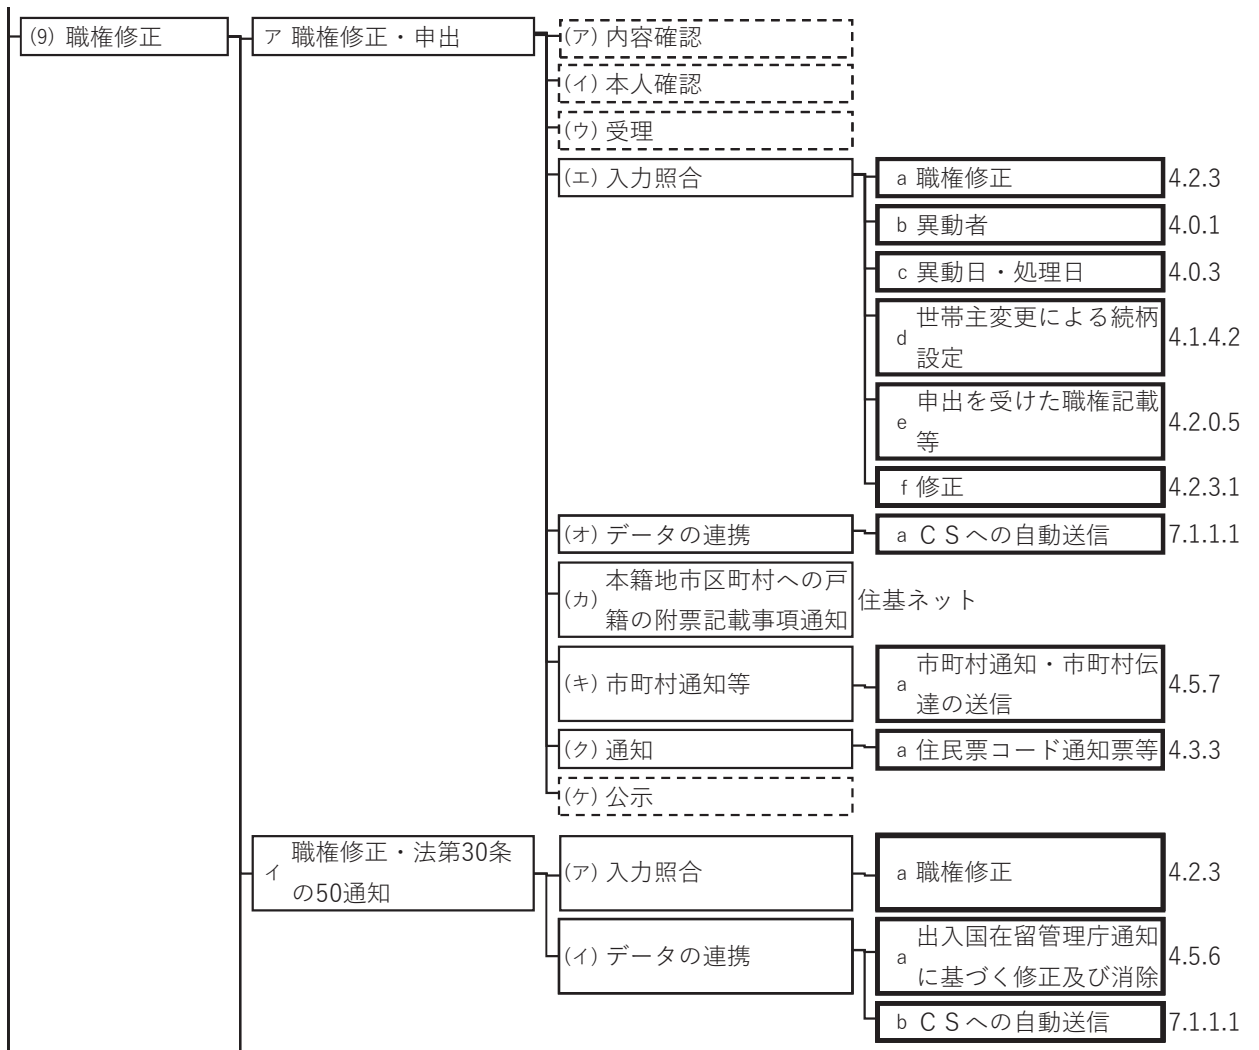 (9) 職権修正
ア 職権修正・申出
(ア) 内容確認
(イ) 本人確認
(ウ) 受理
(エ) 入力照合
a 職権修正 4.2.3
b 異動者 4.0.1
c 異動日・処理日 4.0.3
d 世帯主変更による続柄
設定 4.1.4.2
e 申出を受けた職権記載
等 4.2.0.5
f 修正 4.2.3.1
(オ) データの連携
a ＣＳへの自動送信 7.1.1.1
(カ) 本籍地市区町村への戸
籍の附票記載事項通知
住基ネット
(キ) 市町村通知等
a 市町村通知・市町村伝
達の送信 4.5.7
(ク) 通知
a 住民票コード通知票等 4.3.3
(ケ) 公示
イ 職権修正・法第30条
の50通知
(ア) 入力照合
a 職権修正 4.2.3
(イ) データの連携
a 出入国在留管理庁通知
に基づく修正及び消除 4.5.6
b ＣＳへの自動送信 7.1.1.1